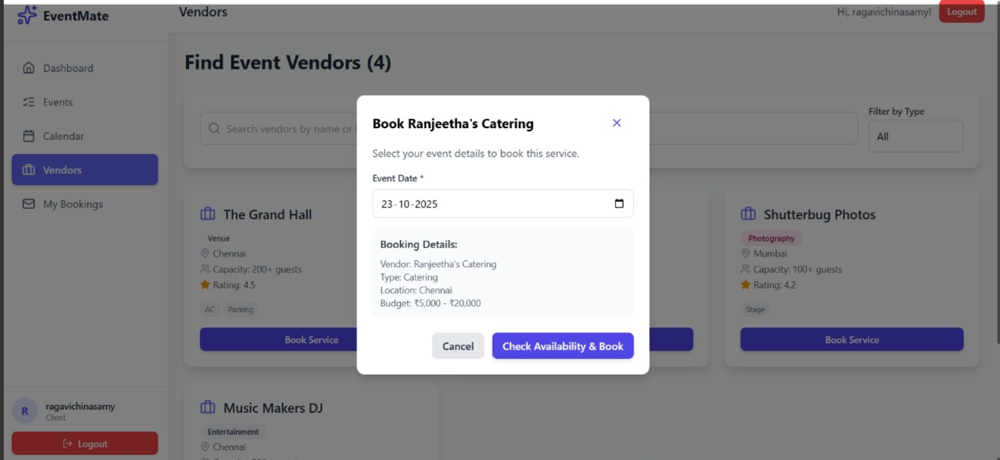 EventMate
Vendors
Hi, ragavichinasamy!
Logout
Dashboard
Events
Calendar
Vendors
My Bookings
R
ragavichinasamy
Client
Logout
Find Event Vendors (4)
Search vendors by name or
Filter by Type
All
The Grand Hall
Venue
Chennai
Capacity: 200+ guests
Rating: 4.5
AC
Parking
Book Service
Book Ranjeetha's Catering
Select your event details to book this service.
Event Date *
23-10-2025
Booking Details:
Vendor: Ranjeetha's Catering
Type: Catering
Location: Chennai
Budget: ₹5,000 - ₹20,000
Cancel
Check Availability & Book
Shutterbug Photos
Photography
Mumbai
Capacity: 100+ guests
Rating: 4.2
Stage
Book Service
Music Makers DJ
Entertainment
Chennai